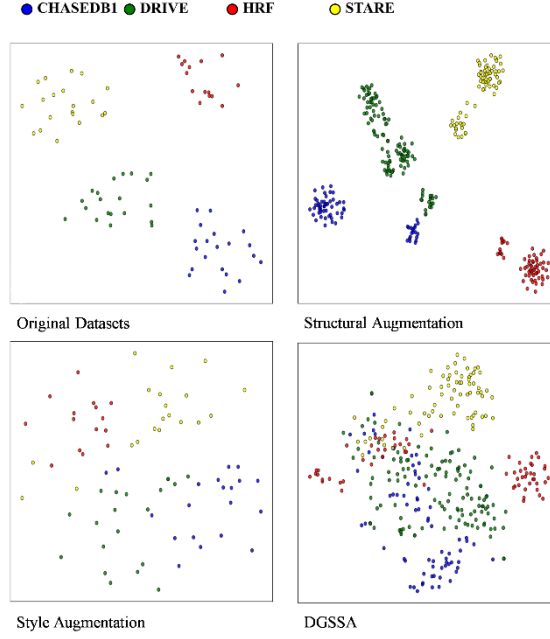 CHASEDB1 DRIVE HRF STARE
Original Datasets Structural Augmentation
Style Augmentation DGSSA